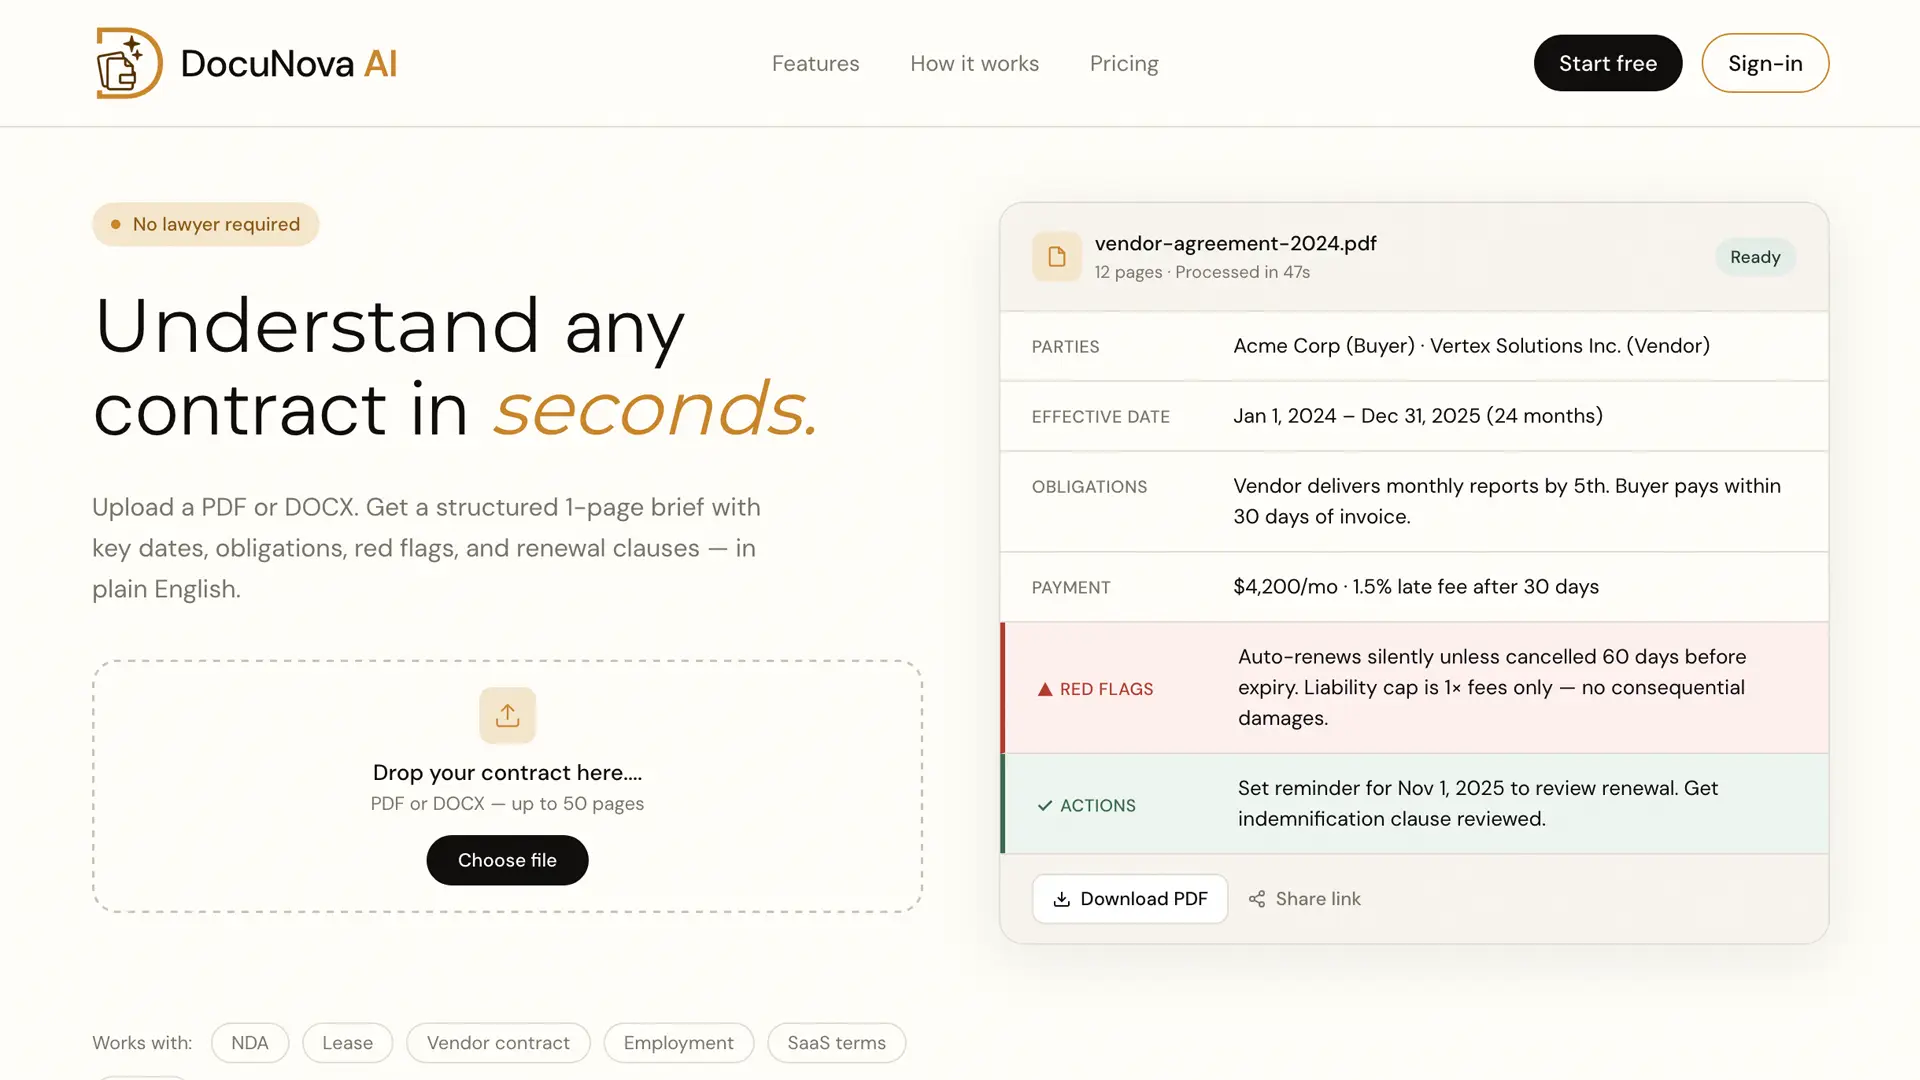 DocuNova AI
Features
How it works
Pricing
Start free
Sign-in
No lawyer required
Understand any
contract in seconds.
Upload a PDF or DOCX. Get a structured 1-page brief with
key dates, obligations, red flags, and renewal clauses — in
plain English.
Drop your contract here....
PDF or DOCX — up to 50 pages
Choose file
Works with:
NDA
Lease
Vendor contract
Employment
SaaS terms
vendor-agreement-2024.pdf
12 pages · Processed in 47s
Ready
PARTIES
Acme Corp (Buyer) · Vertex Solutions Inc. (Vendor)
EFFECTIVE DATE
Jan 1, 2024 – Dec 31, 2025 (24 months)
OBLIGATIONS
Vendor delivers monthly reports by 5th. Buyer pays within
30 days of invoice.
PAYMENT
$4,200/mo · 1.5% late fee after 30 days
▲ RED FLAGS
Auto-renews silently unless cancelled 60 days before
expiry. Liability cap is 1× fees only — no consequential
damages.
✓ ACTIONS
Set reminder for Nov 1, 2025 to review renewal. Get
indemnification clause reviewed.
Download PDF
Share link